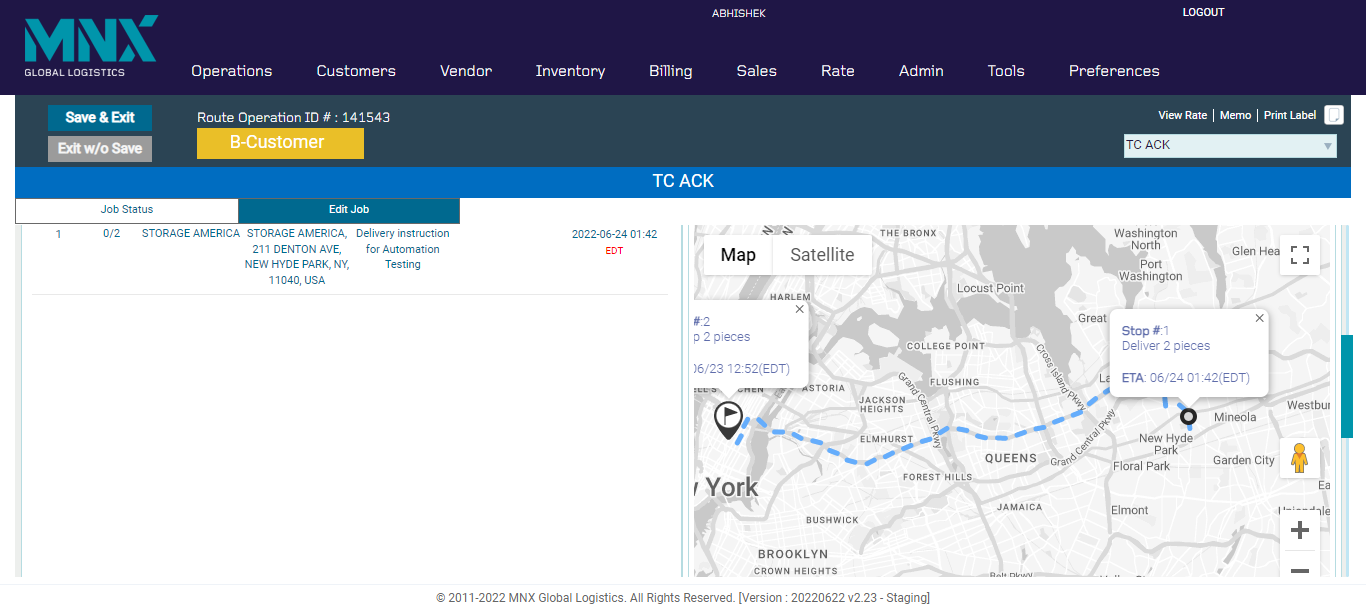 ABHISHEK
LOGOUT
MNX
GLOBAL LOGISTICS
Operations Customers Vendor Inventory Billing Sales Rate Admin Tools Preferences
Save & Exit
Exit w/o Save
Route Operation ID # : 141543
B-Customer
View Rate | Memo | Print Label
TC ACK
TC ACK
Job Status
Edit Job
1
0/2
STORAGE AMERICA
STORAGE AMERICA,
211 DENTON AVE,
NEW HYDE PARK, NY,
11040, USA
Delivery instruction
for Automation
Testing
2022-06-24 01:42
EDT
Map
Satellite
THE BRONX
Washington
North
Port
Washington
Glen Hea
Locust Point
HARLEM
#:2
p 2 pieces
06/23 12:52(EDT)
Great
Stop #:1
Deliver 2 pieces
ETA: 06/24 01:42(EDT)
COLLEGE POINT
Cross Island Pkwy
FLUSHING
La
ELL'S
CHEN
ASTORIA
Grand Central Pkwy
JACKSON
HEIGHTS
Westbur
Mineola
ELMHURST
New Hyde
Park
QUEENS
Grand Central Pkwy
Floral Park
Garden City
FOREST HILLS
York
Ea
JAMAICA
Elmont
Uniondale
BUSHWICK
BROOKLYN
CROWN HEIGHTS
Belt Pkwy
Valley Stream
© 2011-2022 MNX Global Logistics. All Rights Reserved. [Version : 20220622 v2.23 - Staging]